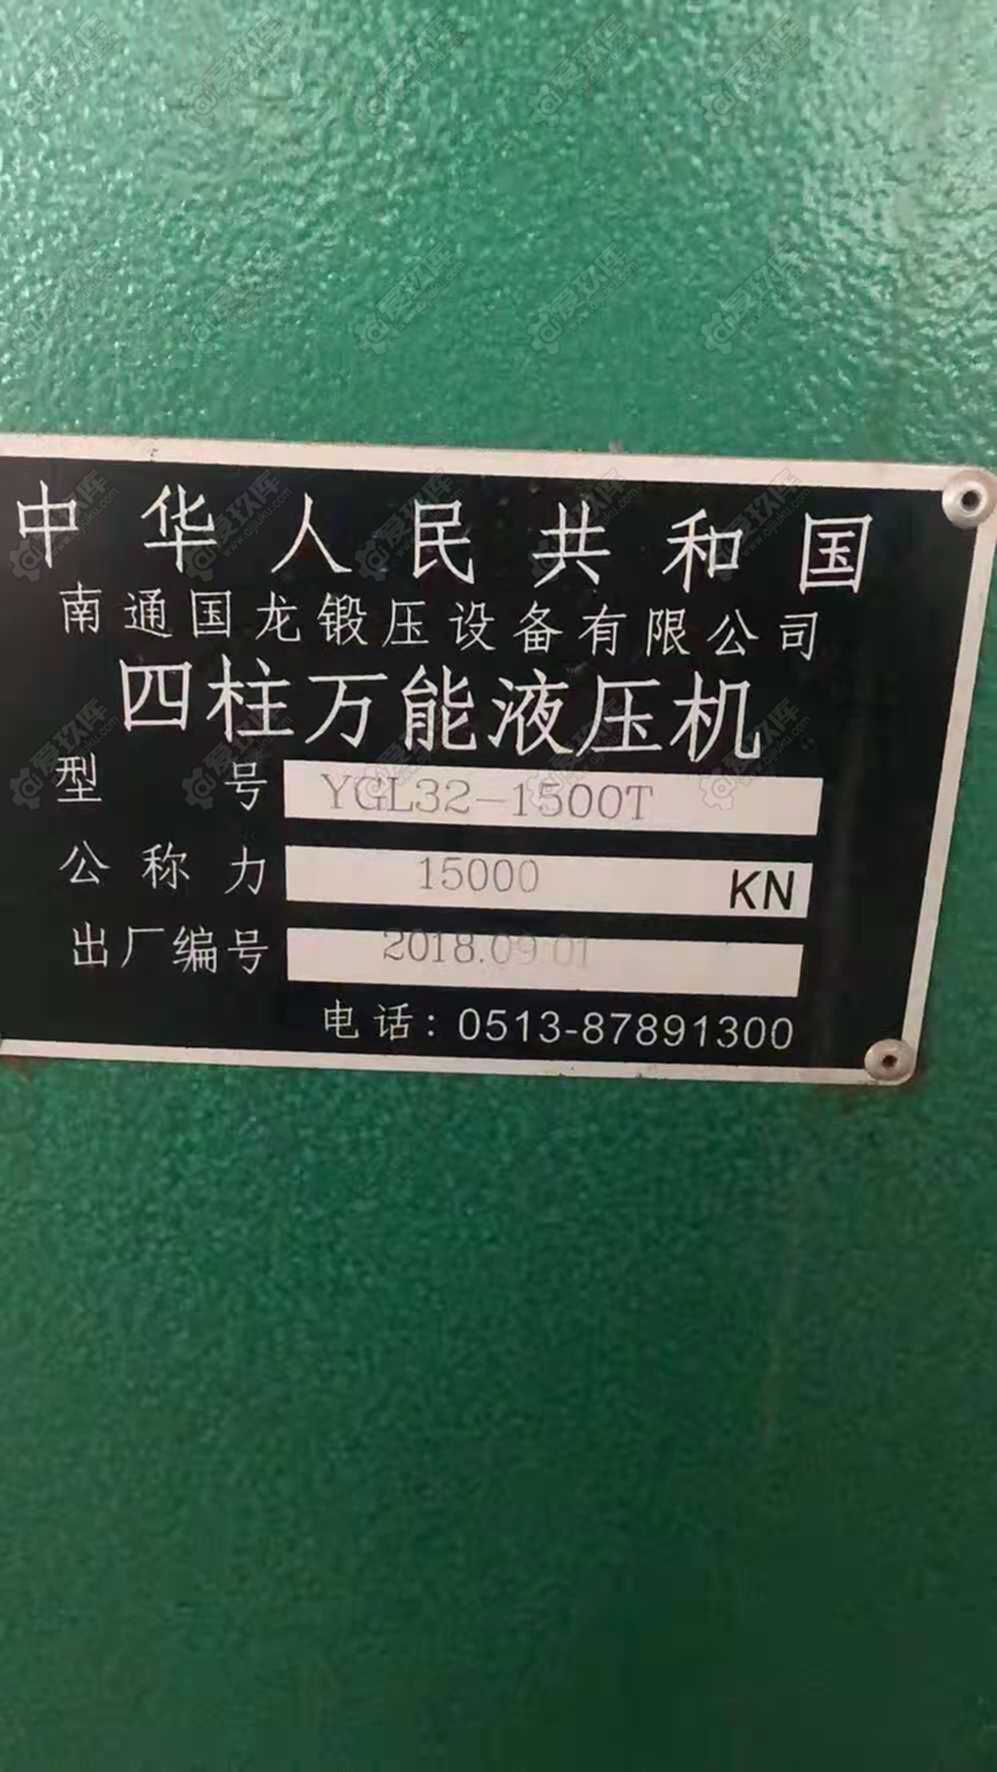 中华人民共和国
南通国龙锻压设备有限公司
四柱万能液压机
型号 YGL32-1500T
公称力 15000 KN
出厂编号 2018.09 01
电话：0513-87891300